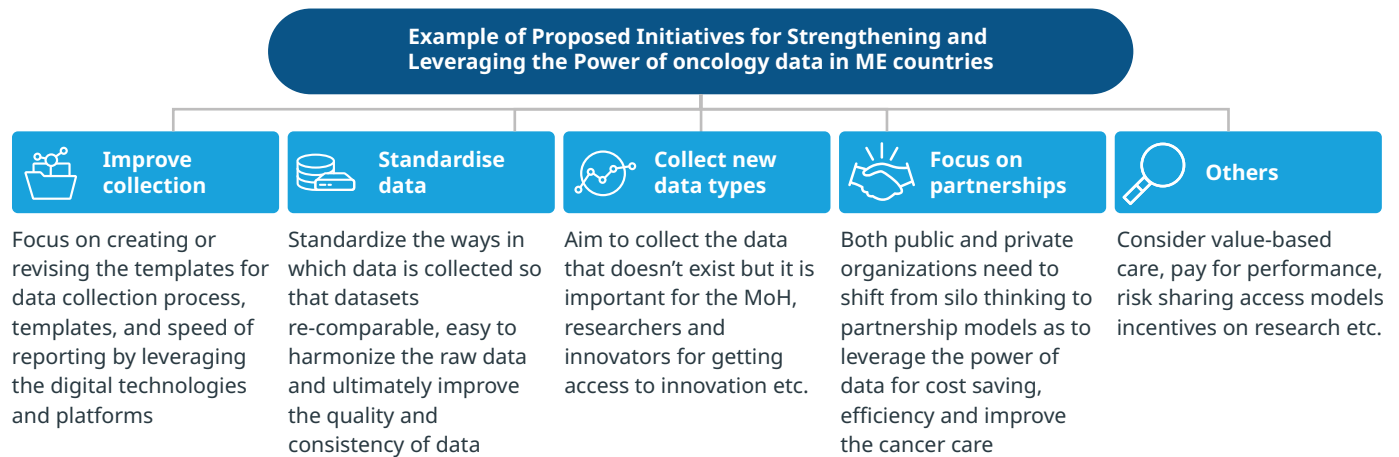 Example of Proposed Initiatives for Strengthening and
Leveraging the Power of oncology data in ME countries
Improve
collection
Focus on creating or
revising the templates for
data collection process,
templates, and speed of
reporting by leveraging
the digital technologies
and platforms
Standardise
data
Standardize the ways in
which data is collected so
that datasets
re-comparable, easy to
harmonize the raw data
and ultimately improve
the quality and
consistency of data
Collect new
data types
Aim to collect the data
that doesn’t exist but it is
important for the MoH,
researchers and
innovators for getting
access to innovation etc.
Focus on
partnerships
Both public and private
organizations need to
shift from silo thinking to
partnership models as to
leverage the power of
data for cost saving,
efficiency and improve
the cancer care
Others
Consider value-based
care, pay for performance,
risk sharing access models
incentives on research etc.